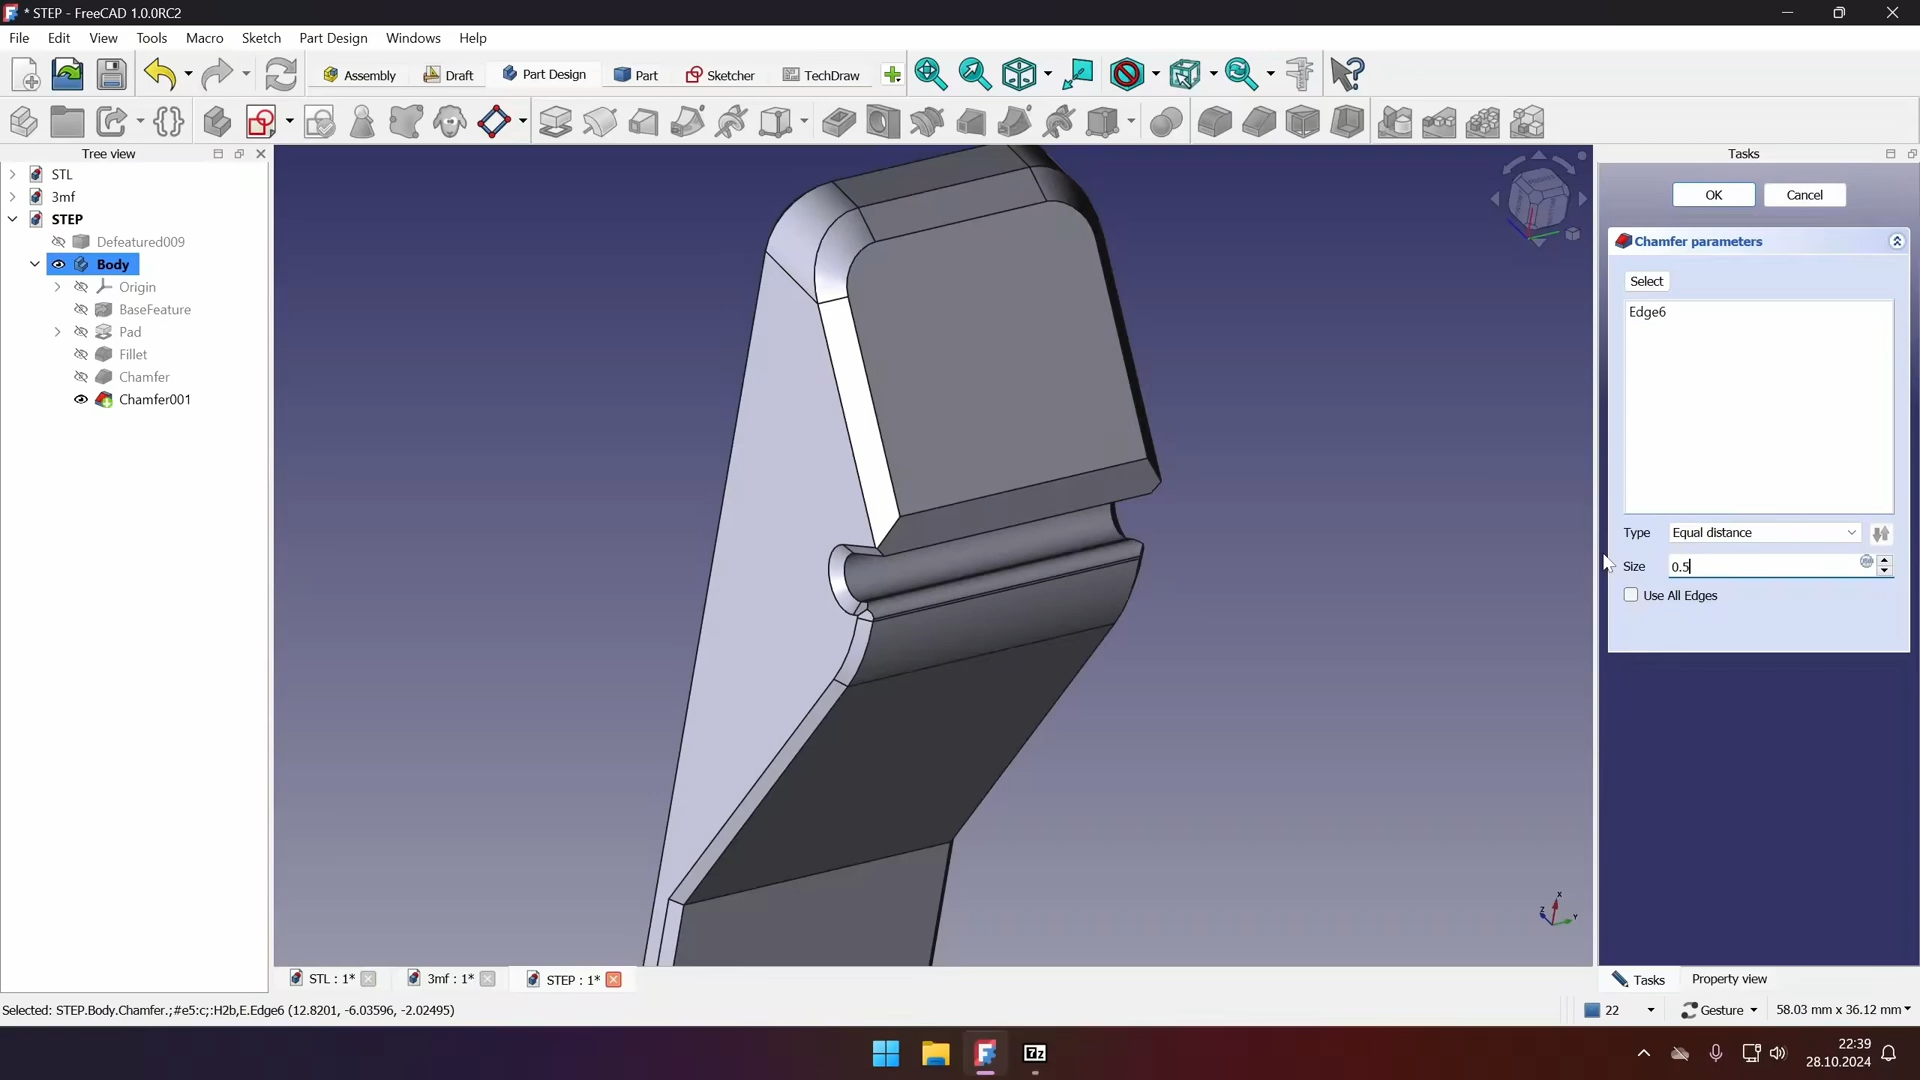 * STEP - FreeCAD 1.0.0RC2
File Edit View Tools Macro Sketch Part Design Windows Help
Assembly Draft Part Design Part Sketcher TechDraw
Tree view
STL
3mf
STEP
Defeatured009
Body
Origin
BaseFeature
Pad
Fillet
Chamfer
Chamfer001
Tasks
OK Cancel
Chamfer parameters
Select
Edge6
Type Equal distance
Size 0.5
Use All Edges
X
Z
Y
STL : 1* 3mf : 1* STEP : 1*
Tasks Property view
Selected: STEP.Body.Chamfer.;#e5:c;:H2b,E.Edge6 (12.8201, -6.03596, -2.02495)
22 Gesture 58.03 mm x 36.12 mm
7z
22:39
28.10.2024